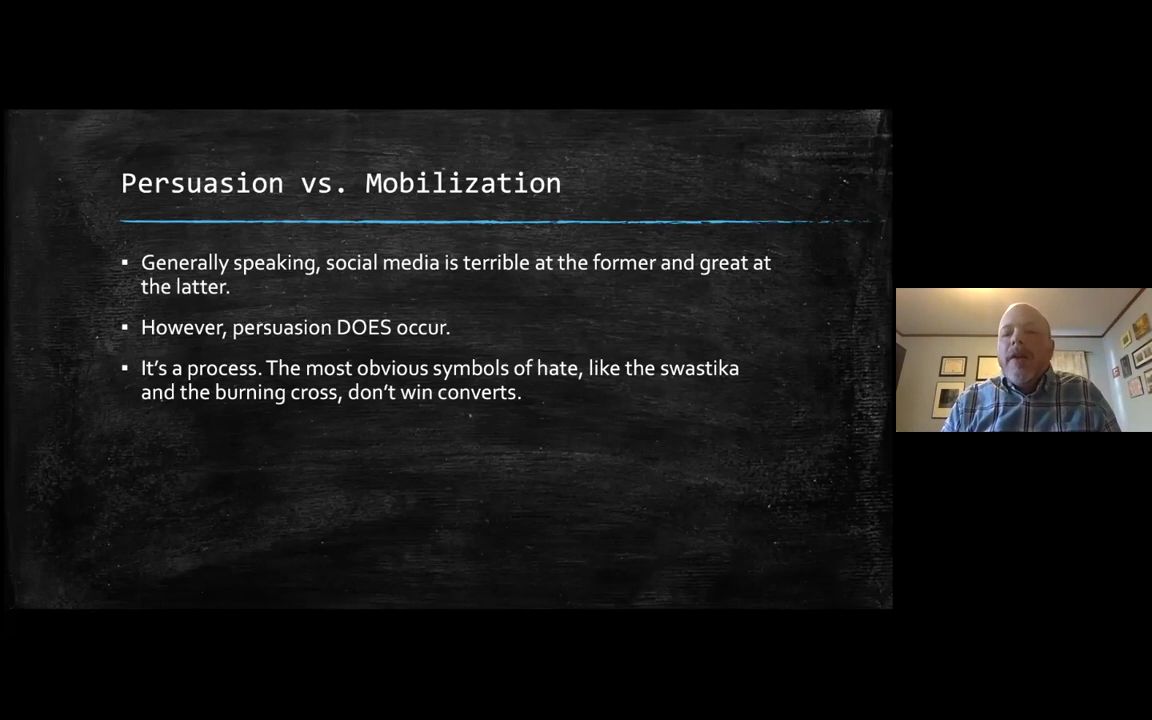 Persuasion vs. Mobilization
▪ Generally speaking, social media is terrible at the former and great at
the latter.
▪ However, persuasion DOES occur.
▪ It’s a process. The most obvious symbols of hate, like the swastika
and the burning cross, don’t win converts.